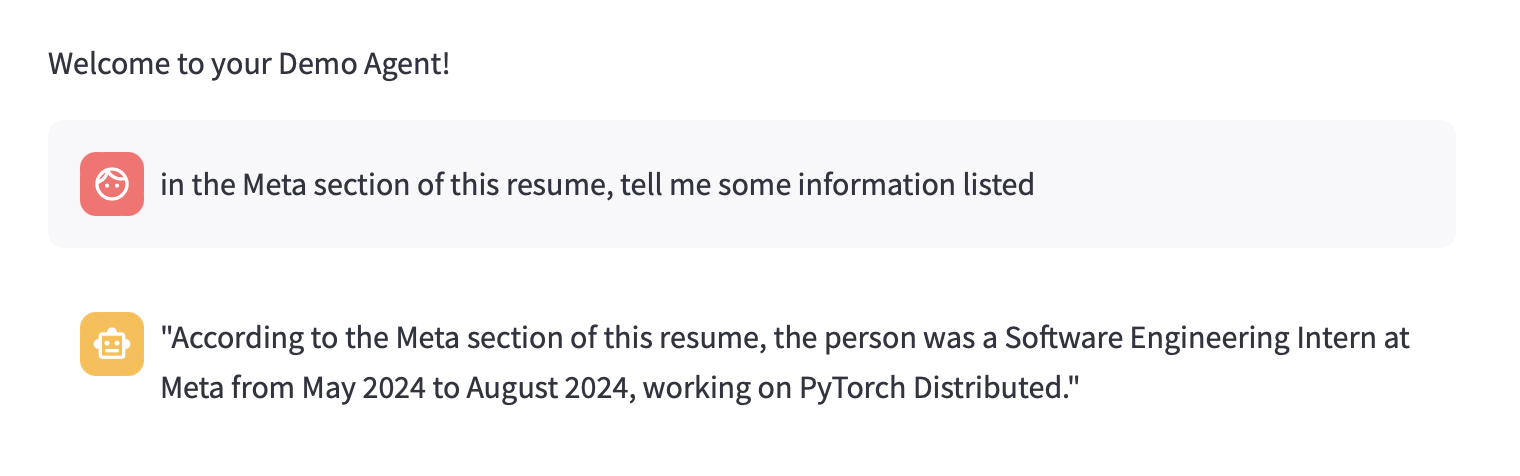 Welcome to your Demo Agent!
in the Meta section of this resume, tell me some information listed
"According to the Meta section of this resume, the person was a Software Engineering Intern at
Meta from May 2024 to August 2024, working on PyTorch Distributed."